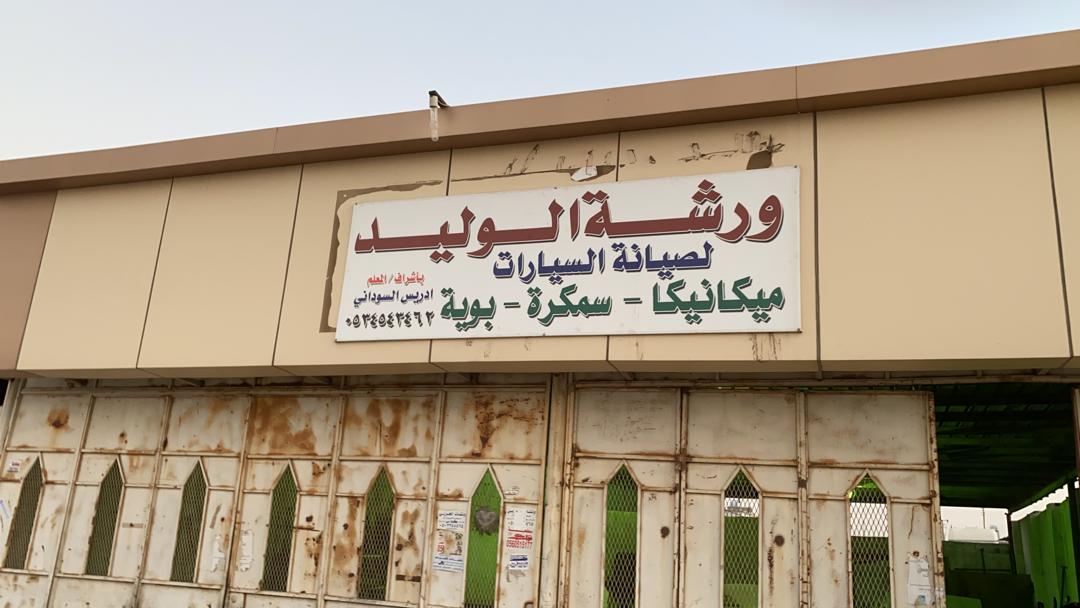 ورشة الوليد
لصيانة السيارات
ميكانيكا - سمكرة - بوية
باشراف / المعلم
ادريس السوداني
٠٥٣٤٥٤٣٤٦٢